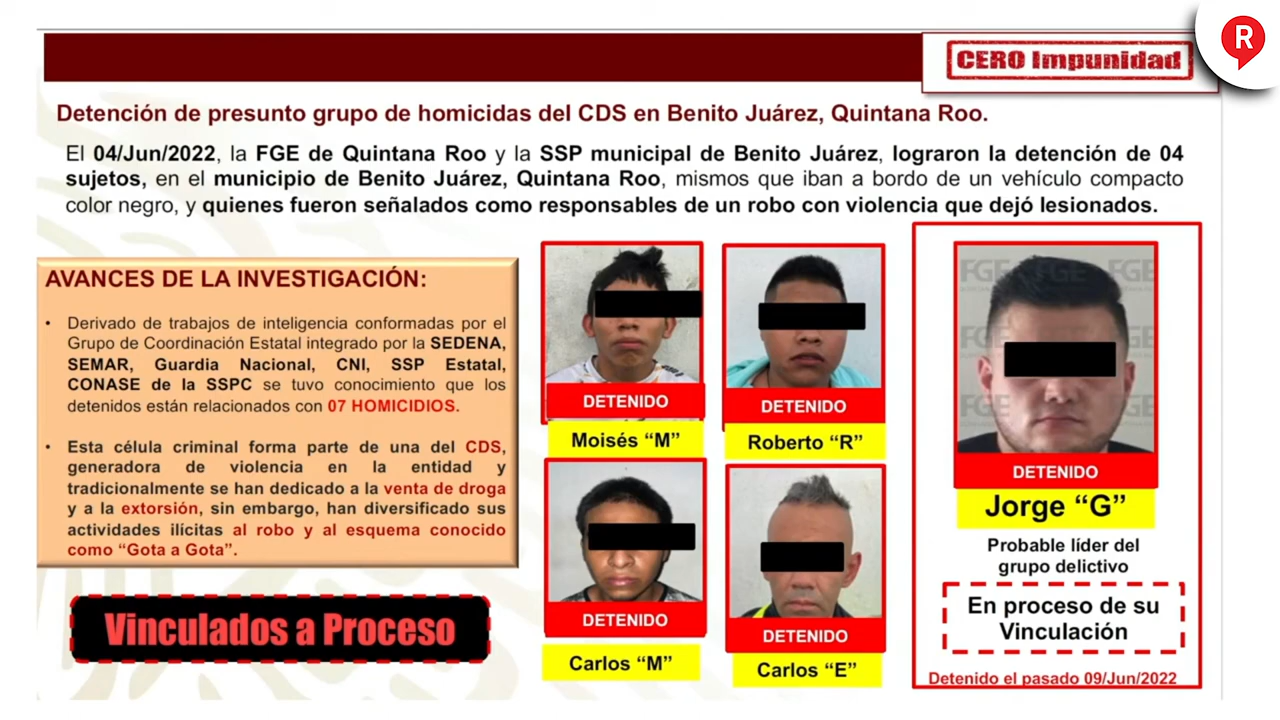 R
CERO Impunidad
Detención de presunto grupo de homicidas del CDS en Benito Juárez, Quintana Roo.
El 04/Jun/2022, la FGE de Quintana Roo y la SSP municipal de Benito Juárez, lograron la detención de 04
sujetos, en el municipio de Benito Juárez, Quintana Roo, mismos que iban a bordo de un vehículo compacto
color negro, y quienes fueron señalados como responsables de un robo con violencia que dejó lesionados.
AVANCES DE LA INVESTIGACIÓN:
• Derivado de trabajos de inteligencia conformadas por el
Grupo de Coordinación Estatal integrado por la SEDENA,
SEMAR, Guardia Nacional, CNI, SSP Estatal,
CONASE de la SSPC se tuvo conocimiento que los
detenidos están relacionados con 07 HOMICIDIOS.
• Esta célula criminal forma parte de una del CDS,
generadora de violencia en la entidad y
tradicionalmente se han dedicado a la venta de droga
y a la extorsión, sin embargo, han diversificado sus
actividades ilícitas al robo y al esquema conocido
como “Gota a Gota”.
Vinculados a Proceso
DETENIDO
Moisés “M”
DETENIDO
Roberto “R”
DETENIDO
Carlos “M”
DETENIDO
Carlos “E”
FGE FGE FGE
DETENIDO
Jorge “G”
Probable líder del
grupo delictivo
En proceso de su
Vinculación
Detenido el pasado 09/Jun/2022